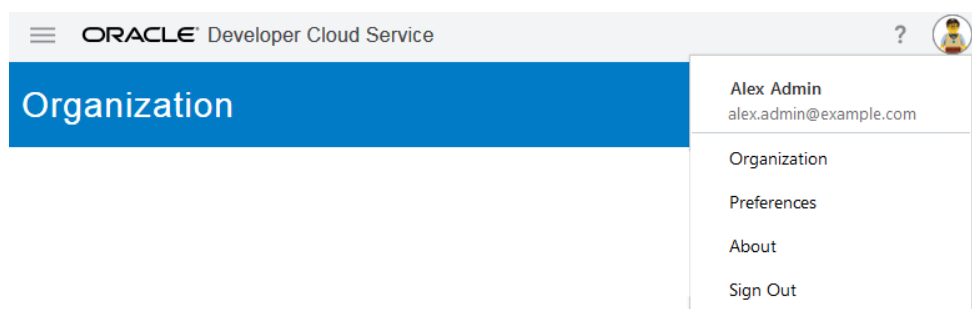 ORACLE Developer Cloud Service
?
Organization
Alex Admin
alex.admin@example.com
Organization
Preferences
About
Sign Out